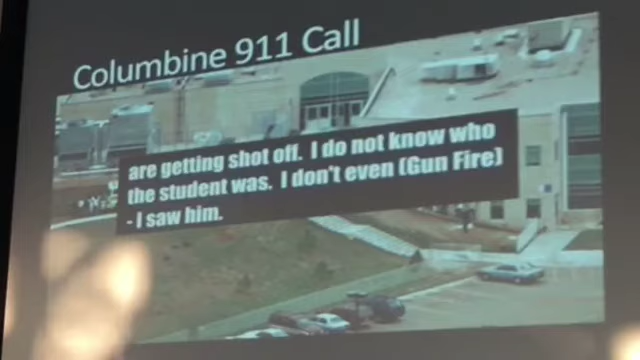 Columbine 911 Call
are getting shot off. I do not know who
the student was. I don't even (Gun Fire)
- I saw him.